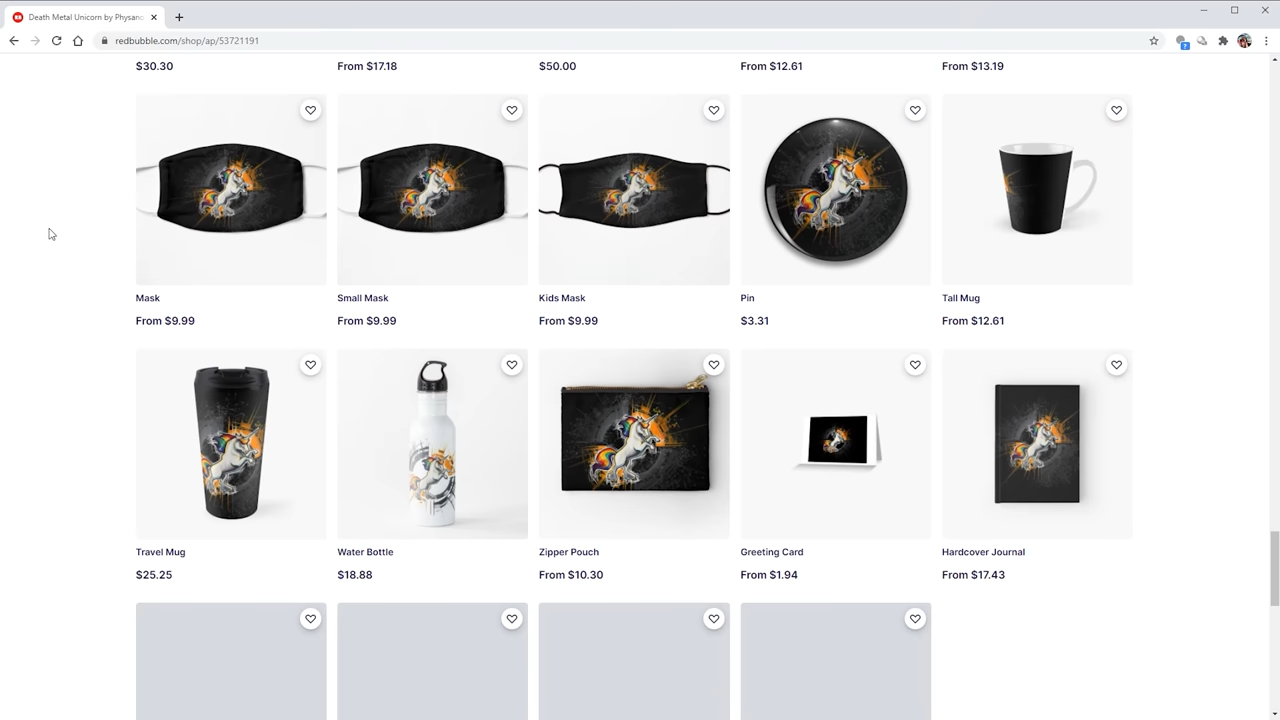 Death Metal Unicorn by Physano
redbubble.com/shop/ap/53721191
$30.30 From $17.18 $50.00 From $12.61 From $13.19
Mask Small Mask Kids Mask Pin Tall Mug
From $9.99 From $9.99 From $9.99 $3.31 From $12.61
Travel Mug Water Bottle Zipper Pouch Greeting Card Hardcover Journal
$25.25 $18.88 From $10.30 From $1.94 From $17.43